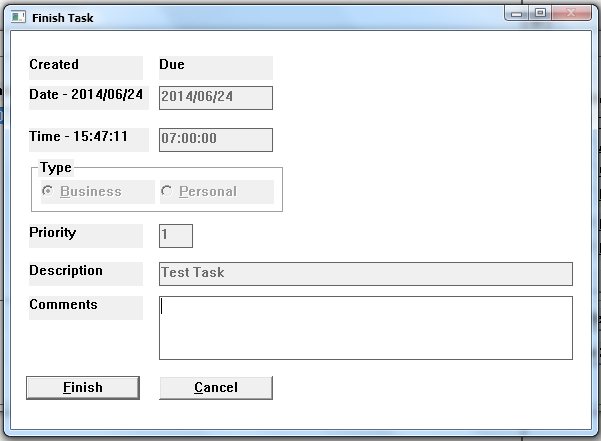 Finish Task
Created Due
Date - 2014/06/24 2014/06/24
Time - 15:47:11 07:00:00
Type
Business Personal
Priority 1
Description Test Task
Comments
Finish Cancel